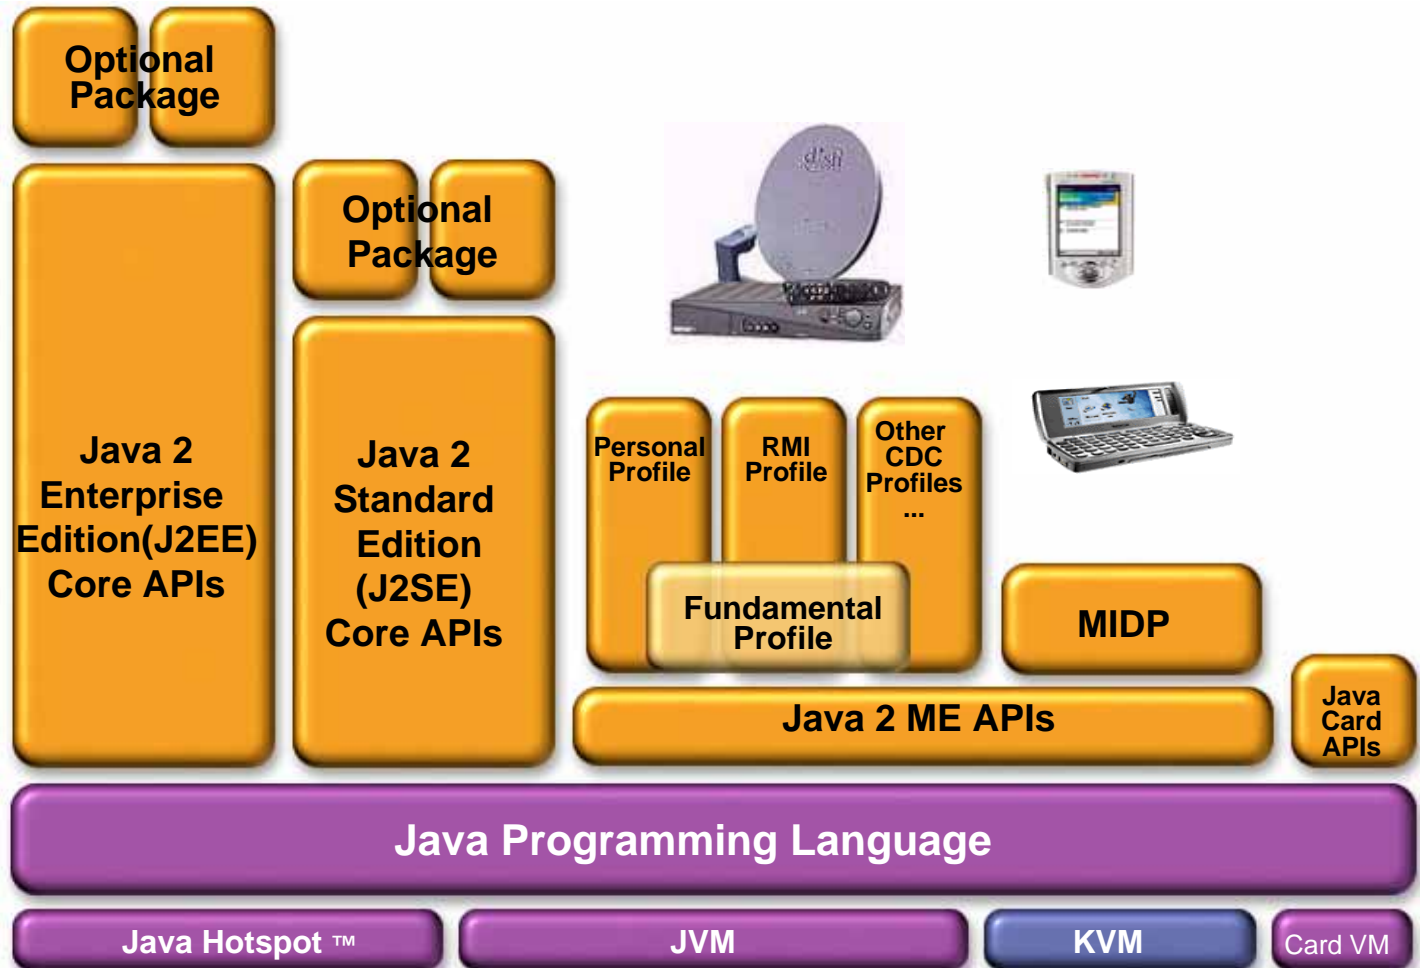 Optional
Package
Optional
Package
dish
Java 2
Enterprise
Edition(J2EE)
Core APIs
Java 2
Standard
Edition
(J2SE)
Core APIs
Personal
Profile
RMI
Profile
Other
CDC
Profiles
...
Fundamental
Profile
MIDP
Java 2 ME APIs
Java
Card
APIs
Java Programming Language
Java Hotspot ™
JVM
KVM
Card VM